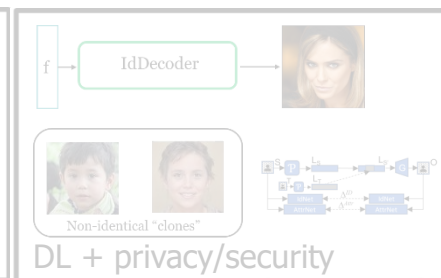 f
IdDecoder
S
P
L
L
G
O
T
P
L
Non-identical "clones"
DL + privacy/security